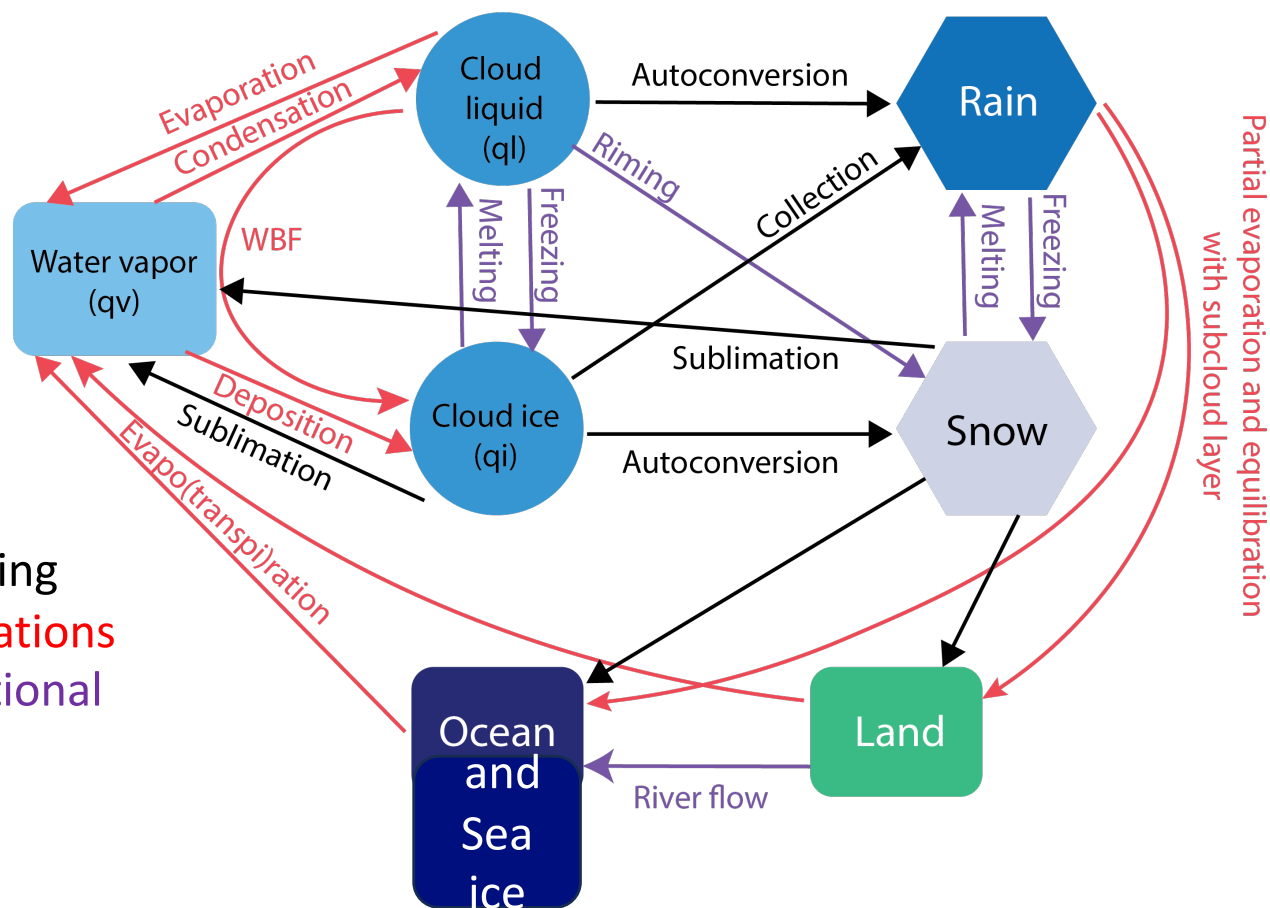 Evaporation
Condensation
Cloud
liquid
(ql)
Autoconversion
Rain
Riming
Collection
Partial evaporation and equilibration
with subcloud layer
WBF
Melting
Freezing
Melting
Freezing
Water vapor
(qv)
Sublimation
Deposition
Sublimation
Cloud ice
(qi)
Autoconversion
Snow
Evapo(transpi)ration
ing
ations
tional
Ocean
and
Sea
ice
Land
River flow